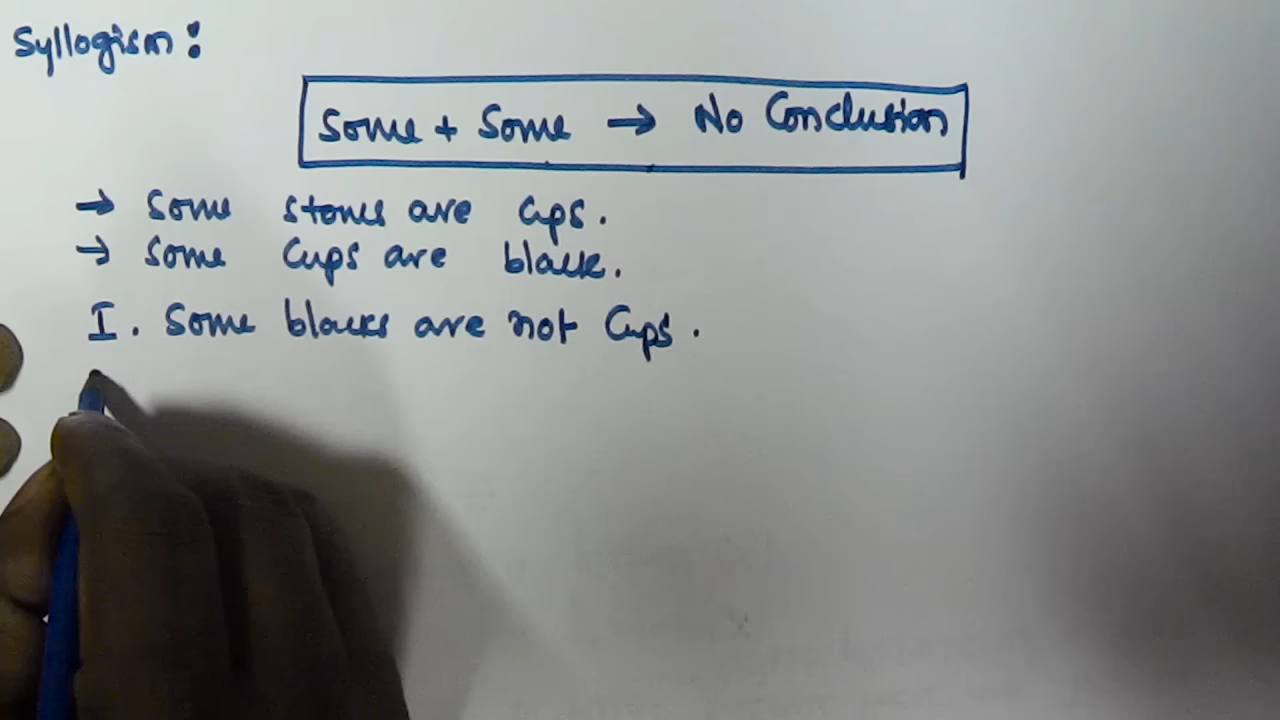 Syllogism:
Some + Some → No Conclusion
→ Some stones are cups.
→ Some Cups are black.
I. Some blacks are not Cups.